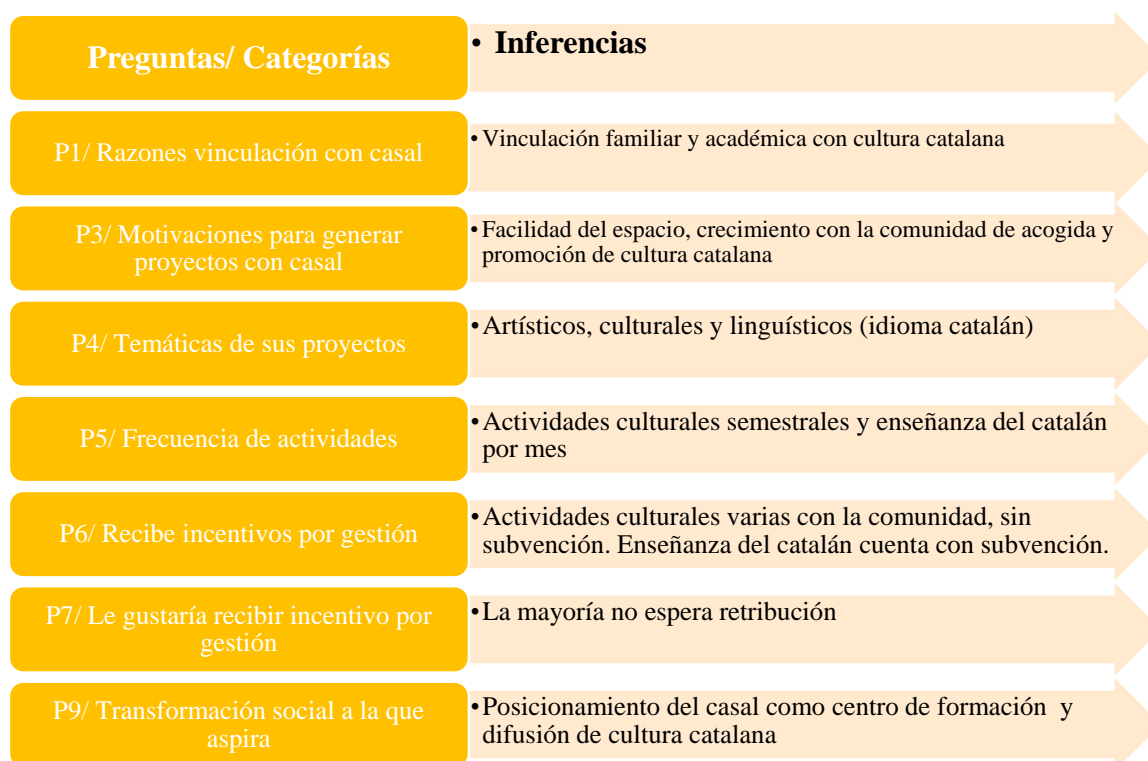 Preguntas/ Categorías
• Inferencias
P1/ Razones vinculación con casal
•Vinculación familiar y académica con cultura catalana
P3/ Motivaciones para generar
proyectos con casal
•Facilidad del espacio, crecimiento con la comunidad de acogida y
promoción de cultura catalana
P4/ Temáticas de sus proyectos
•Artísticos, culturales y linguísticos (idioma catalán)
P5/ Frecuencia de actividades
•Actividades culturales semestrales y enseñanza del catalán
por mes
P6/ Recibe incentivos por gestión
•Actividades culturales varias con la comunidad, sin
subvención. Enseñanza del catalán cuenta con subvención.
P7/ Le gustaría recibir incentivo por
gestión
•La mayoría no espera retribución
P9/ Transformación social a la que
aspira
•Posicionamiento del casal como centro de formación y
difusión de cultura catalana